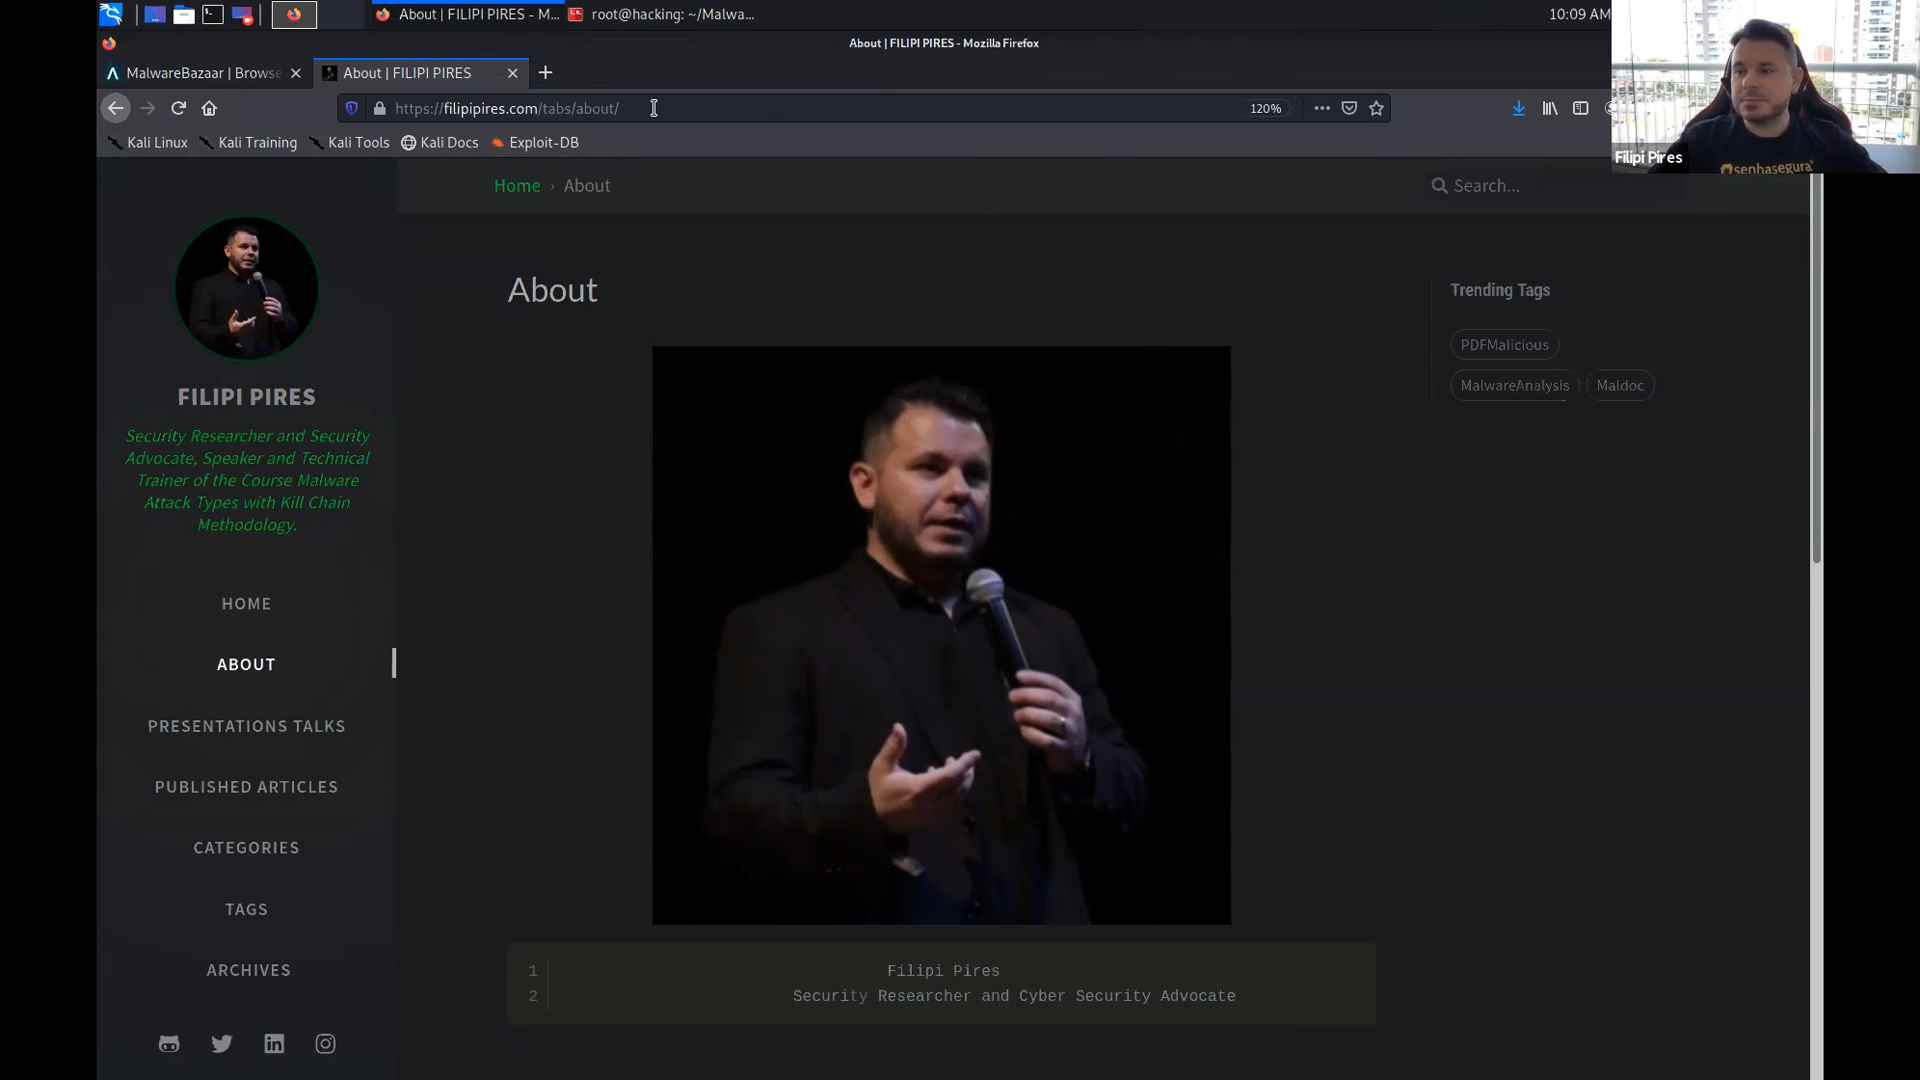 About | FILIPI PIRES - M...
root@hacking: ~/Malwa...
10:09 AM
About | FILIPI PIRES - Mozilla Firefox
MalwareBazaar | Browse
About | FILIPI PIRES
https://filipipires.com/tabs/about/
120%
Kali Linux
Kali Training
Kali Tools
Kali Docs
Exploit-DB
Filipi Pires
senhasegura
Home › About
Search...
FILIPI PIRES
Security Researcher and Security
Advocate, Speaker and Technical
Trainer of the Course Malware
Attack Types with Kill Chain
Methodology.
HOME
ABOUT
PRESENTATIONS TALKS
PUBLISHED ARTICLES
CATEGORIES
TAGS
ARCHIVES
About
1 Filipi Pires
2 Security Researcher and Cyber Security Advocate
Trending Tags
PDFMalicious
MalwareAnalysis
Maldoc